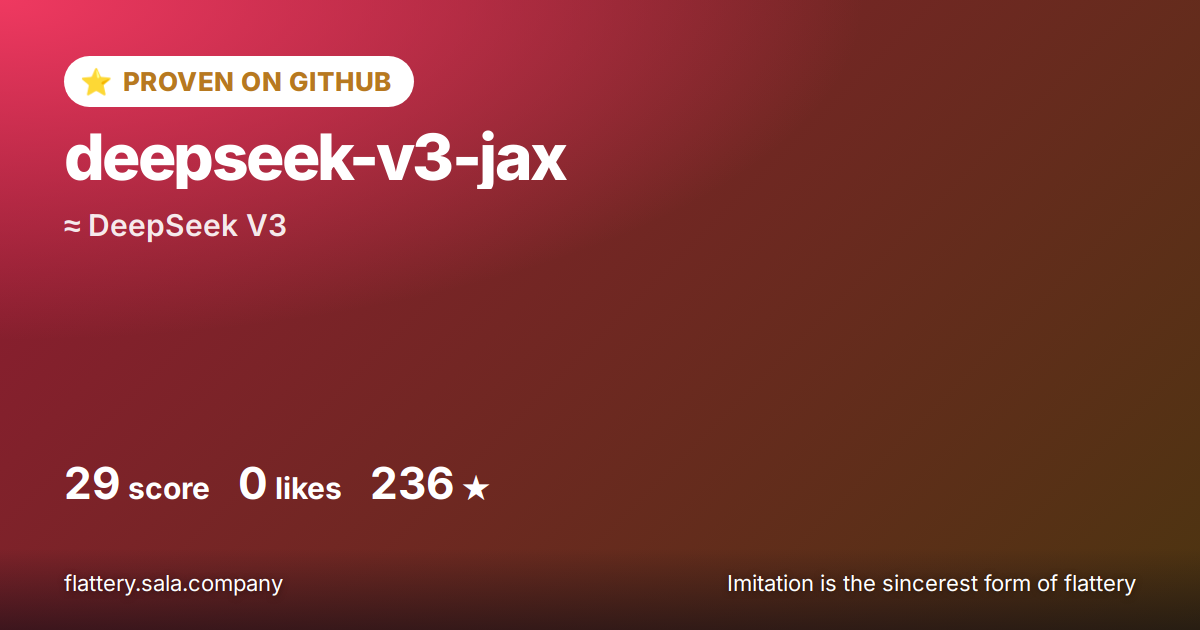 ⭐ PROVEN ON GITHUB
deepseek-v3-jax
≈ DeepSeek V3
29 score 0 likes 236 ★
flattery.sala.company
Imitation is the sincerest form of flattery